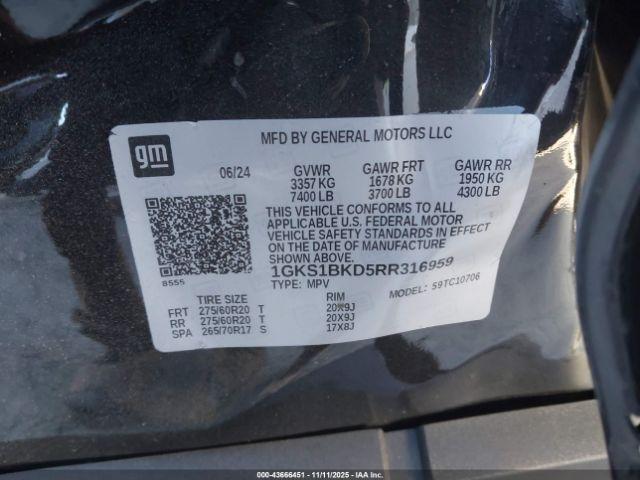 gm
MFD BY GENERAL MOTORS LLC
06/24 GVWR GAWR FRT GAWR RR
3357 KG 1678 KG 1950 KG
7400 LB 3700 LB 4300 LB
THIS VEHICLE CONFORMS TO ALL
APPLICABLE U.S. FEDERAL MOTOR
VEHICLE SAFETY STANDARDS IN EFFECT
ON THE DATE OF MANUFACTURE
SHOWN ABOVE.
8555 1GKS1BKD5RR316959
TYPE: MPV MODEL: 59TC10706
TIRE SIZE RIM
FRT 275/60R20 T 20X9J
RR 275/60R20 T 20X9J
SPA 265/70R17 S 17X8J
000-43666451 - 11/11/2025 - IAA Inc.